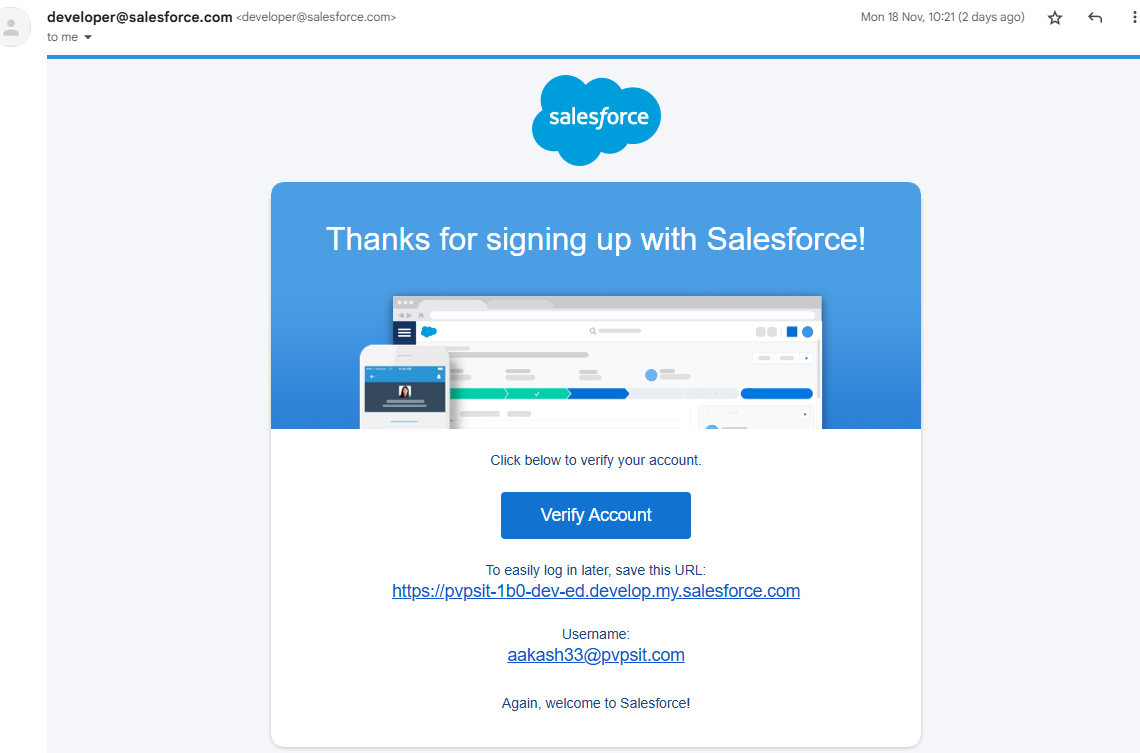 developer@salesforce.com <developer@salesforce.com>
Mon 18 Nov, 10:21 (2 days ago)
to me
salesforce
Thanks for signing up with Salesforce!
Click below to verify your account.
Verify Account
To easily log in later, save this URL:
https://pvpsit-1b0-dev-ed.develop.my.salesforce.com
Username:
aakash33@pvpsit.com
Again, welcome to Salesforce!